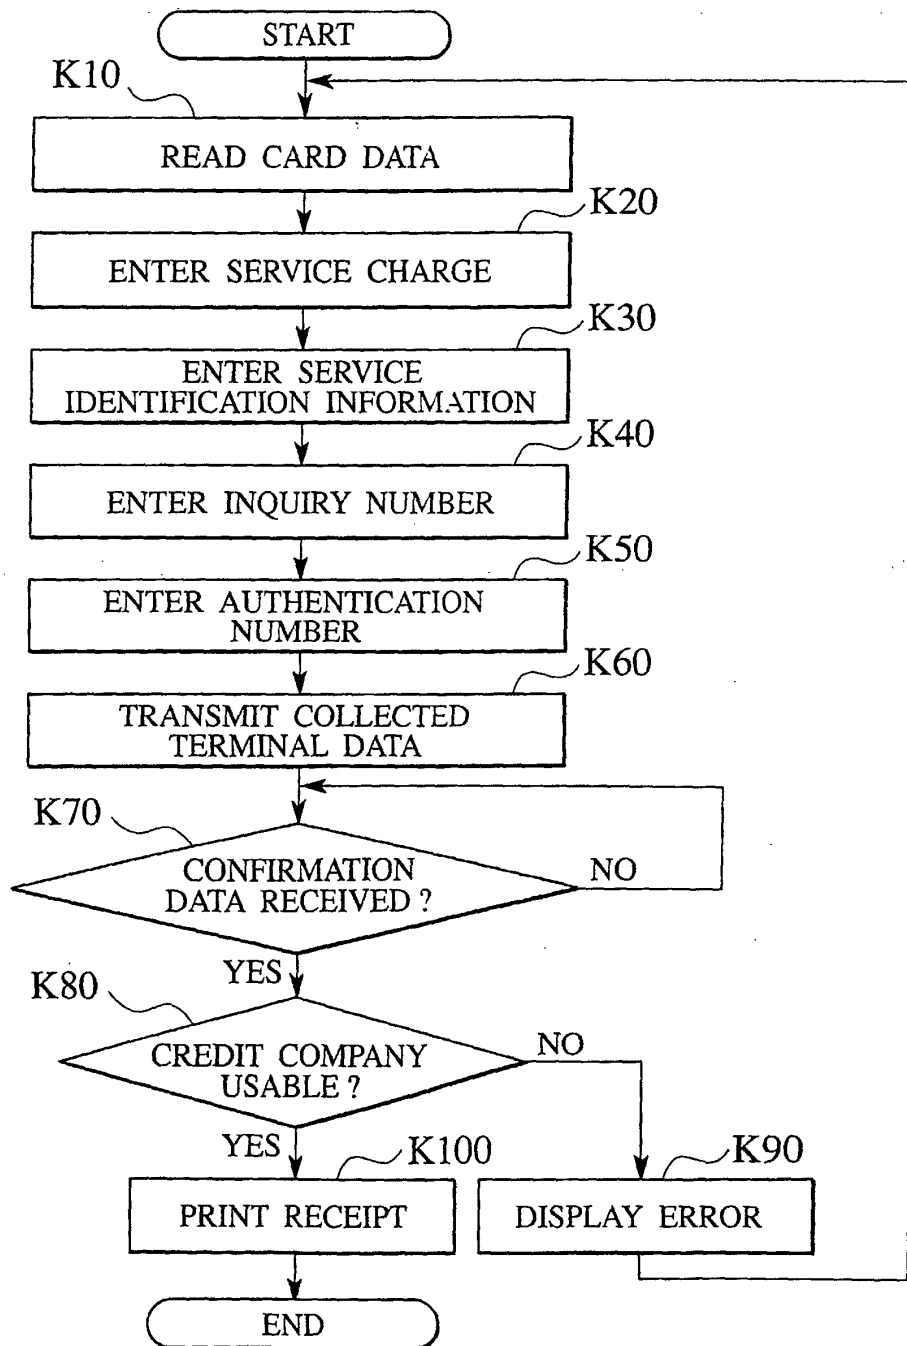 START
K10
READ CARD DATA
K20
ENTER SERVICE CHARGE
K30
ENTER SERVICE
IDENTIFICATION INFORMATION
K40
ENTER INQUIRY NUMBER
K50
ENTER AUTHENTICATION
NUMBER
K60
TRANSMIT COLLECTED
TERMINAL DATA
K70
CONFIRMATION
DATA RECEIVED ?
NO
YES
K80
CREDIT COMPANY
USABLE ?
NO
YES
K100
PRINT RECEIPT
K90
DISPLAY ERROR
END